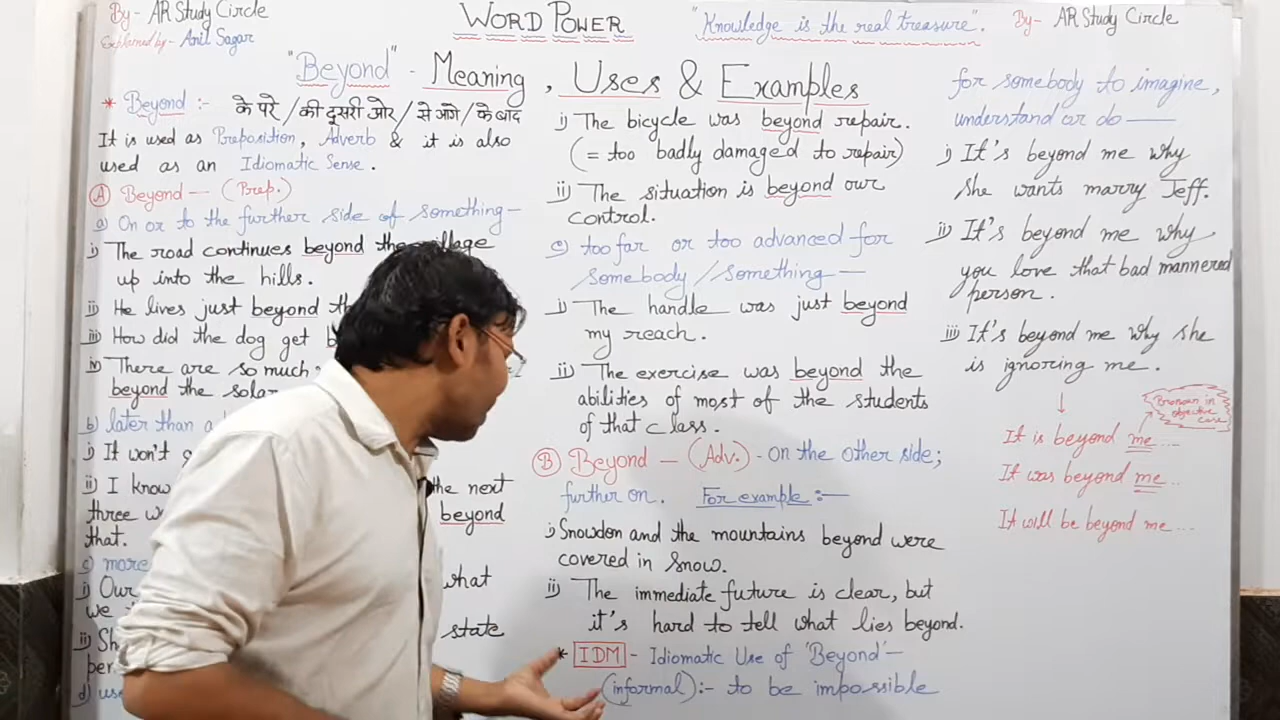 By- AR Study Circle
Explained by- Anil Sagar
WORD POWER
"Knowledge is the real treasure".
By- AR Study Circle
"Beyond" - Meaning, Uses & Examples
* Beyond :- के परे / की दूसरी ओर / से आगे / के बाद
It is used as Preposition, Adverb & it is also
used as an Idiomatic Sense.
(A) Beyond — (Prep.)
a) On or to the further side of something —
i) The road continues beyond the village
up into the hills.
ii) He lives just beyond
iii) How did the dog get
iv) There are so much
beyond the
b) later than a
i) It won't
ii) I know the next
three beyond
that.
c) more
i) Our what
we
ii) state
d)
i) The bicycle was beyond repair.
(= too badly damaged to repair)
ii) The situation is beyond our
control.
e) too far or too advanced for
somebody / something —
i) The handle was just beyond
my reach.
ii) The exercise was beyond the
abilities of most of the students
of that class.
(B) Beyond — (Adv.) - on the other side;
further on. For example :—
i) Snowdon and the mountains beyond were
covered in snow.
ii) The immediate future is clear, but
it's hard to tell what lies beyond.
* IDM - Idiomatic Use of 'Beyond' —
(informal) :- to be impossible
for somebody to imagine,
understand or do —
i) It's beyond me why
she wants marry Jeff.
ii) It's beyond me why
you love that bad mannered
person.
iii) It's beyond me why she
is ignoring me.
Pronoun in
objective
case
It is beyond me ...
It was beyond me ..
It will be beyond me ...